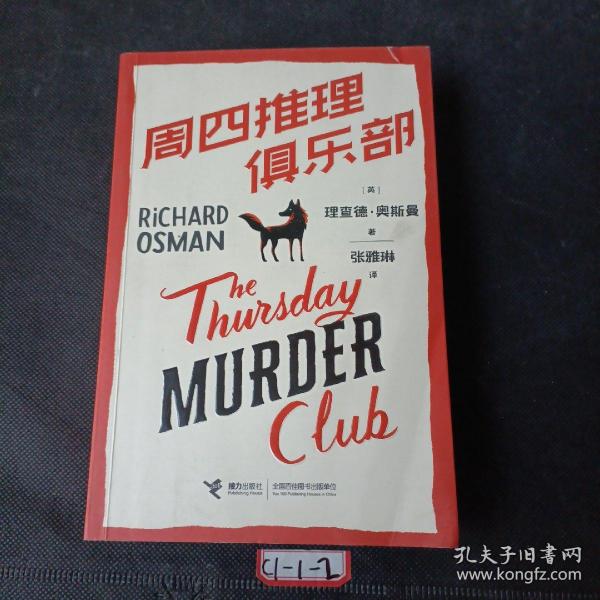 周四推理
俱乐部
RiCHARD
OSMAN
[英]
理查德·奥斯曼
著
张雅琳
译
The
Thursday
MURDER
Club
接力出版社
Publishing House
全国百佳图书出版单位
Top 100 Publishing Houses in China
C1-1-2
孔夫子旧书网
www.kongfz.com